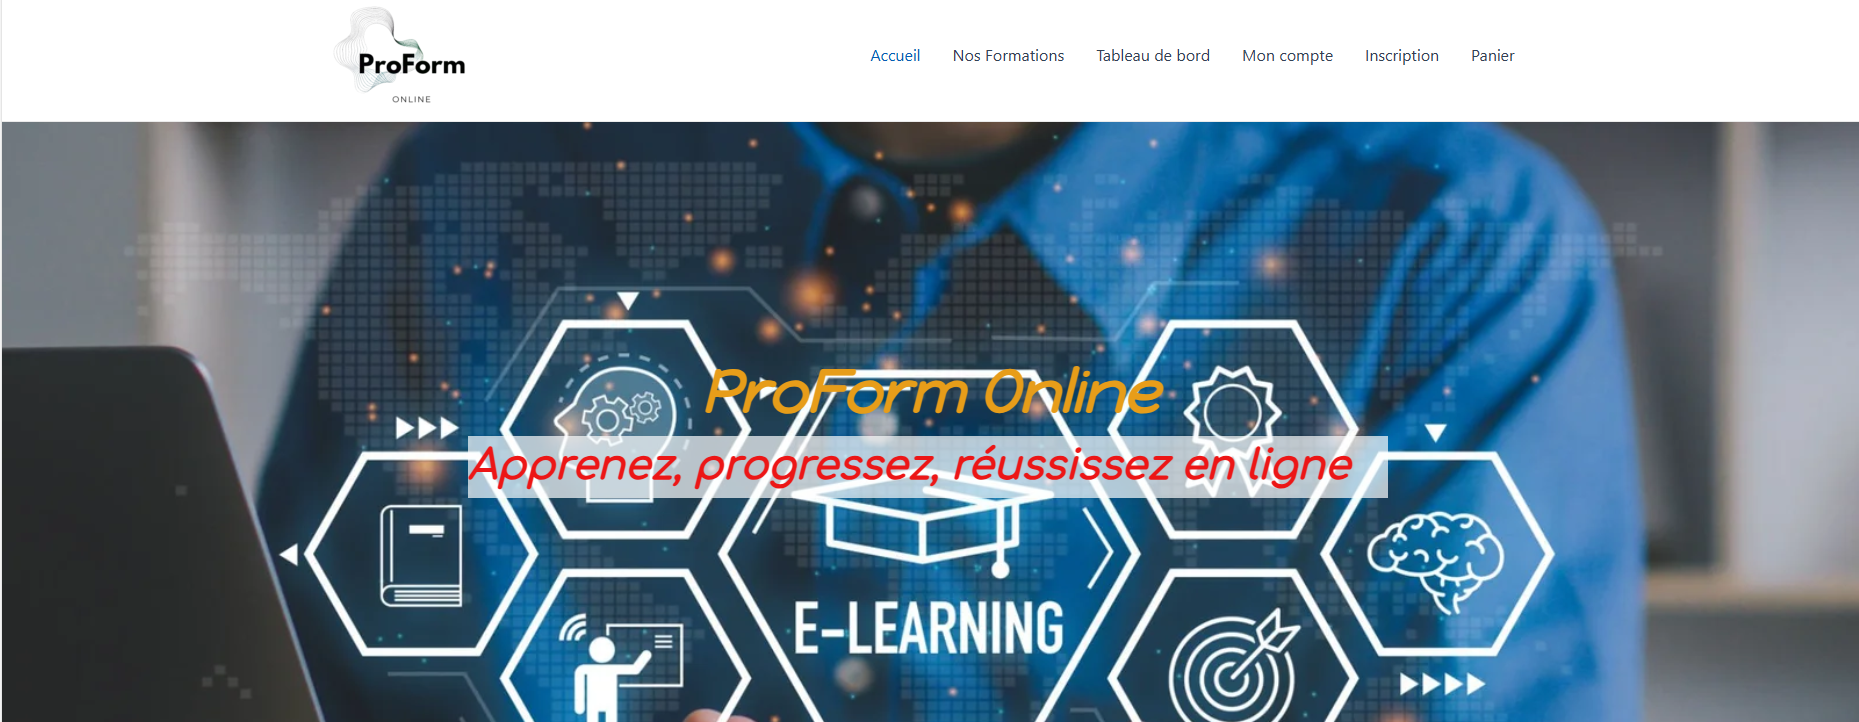 ProForm
ONLINE
Accueil
Nos Formations
Tableau de bord
Mon compte
Inscription
Panier
ProForm Online
Apprenez, progressez, réussissez en ligne
E-LEARNING